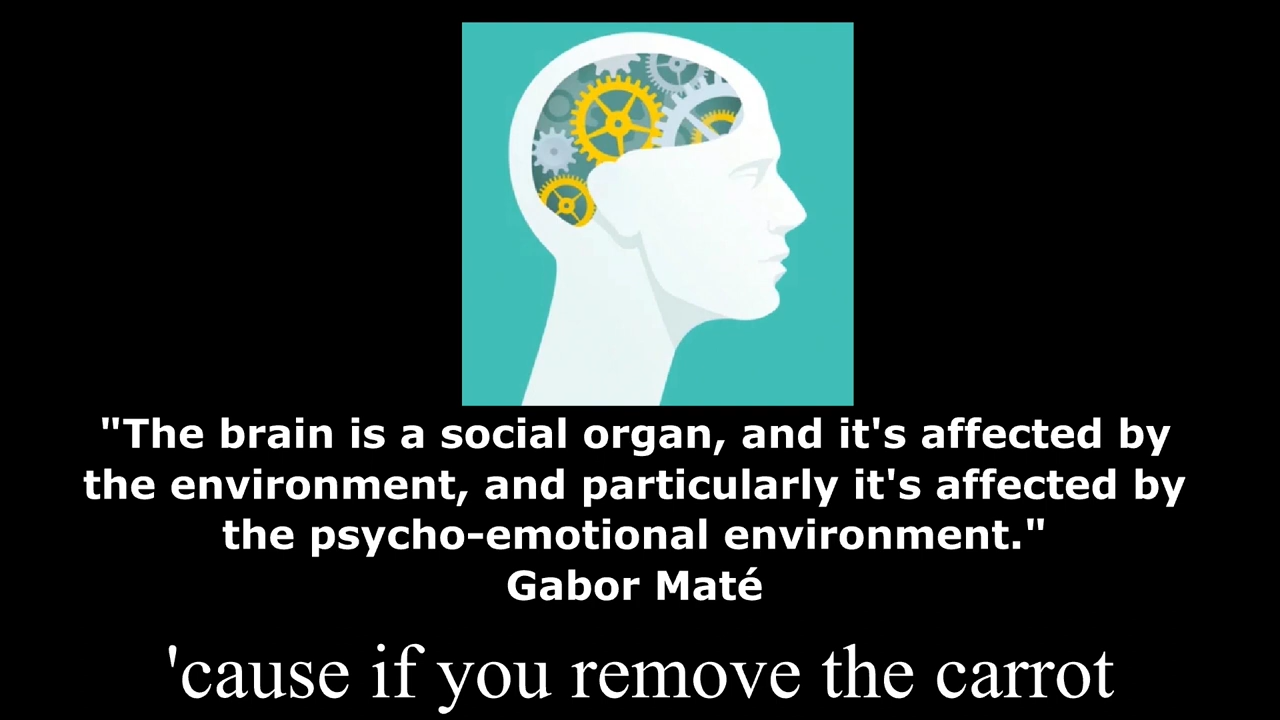 "The brain is a social organ, and it's affected by
the environment, and particularly it's affected by
the psycho-emotional environment."
Gabor Maté
'cause if you remove the carrot